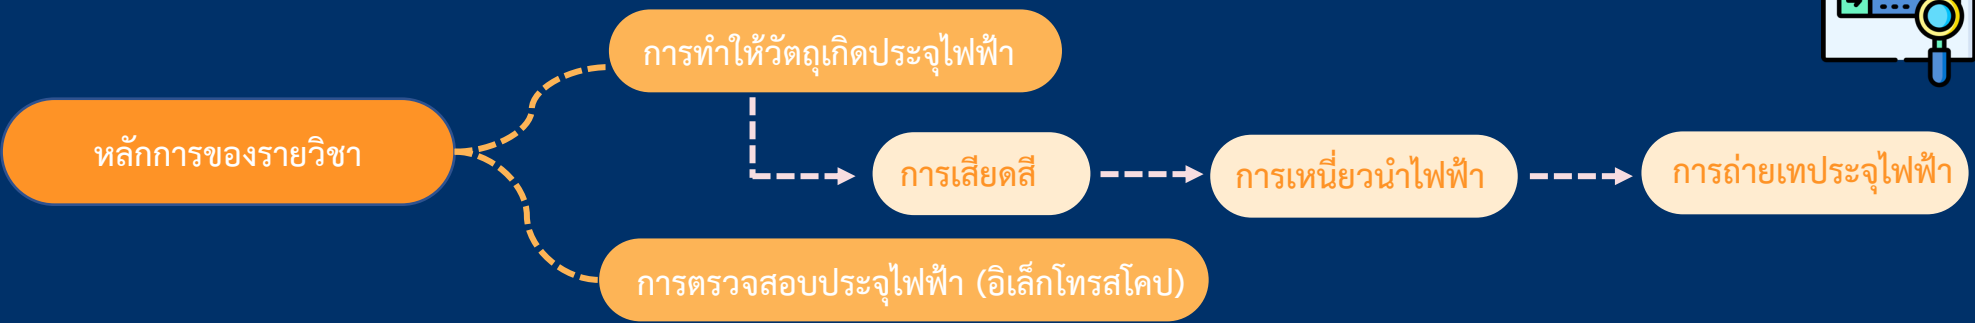 การทำให้วัตถุเกิดประจุไฟฟ้า
หลักการของรายวิชา
การเสียดสี
การเหนี่ยวนำไฟฟ้า
การถ่ายเทประจุไฟฟ้า
การตรวจสอบประจุไฟฟ้า (อิเล็กโทรสโคป)